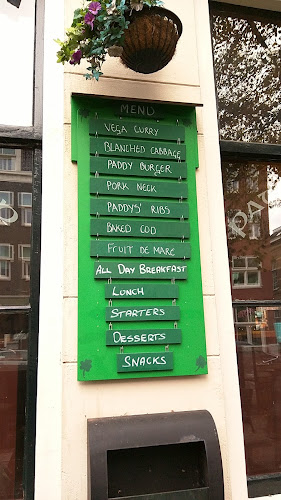 MENU
VEGA CURRY
BLANCHED CABBAGE
PADDY BURGER
PORK NECK
PADDYS' RIBS
BAKED COD
FRUIT DE MARE
ALL DAY BREAKFAST
LUNCH
STARTERS
DESSERTS
SNACKS